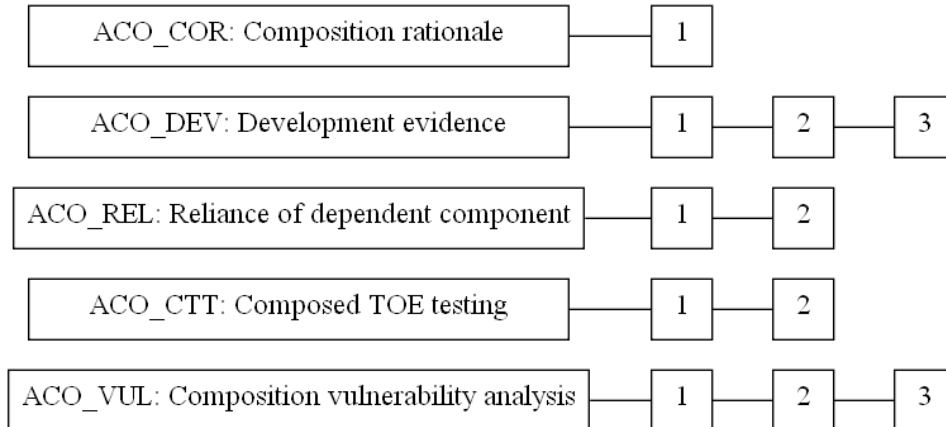 ACO_COR: Composition rationale 1
ACO_DEV: Development evidence 1 2 3
ACO_REL: Reliance of dependent component 1 2
ACO_CTT: Composed TOE testing 1 2
ACO_VUL: Composition vulnerability analysis 1 2 3